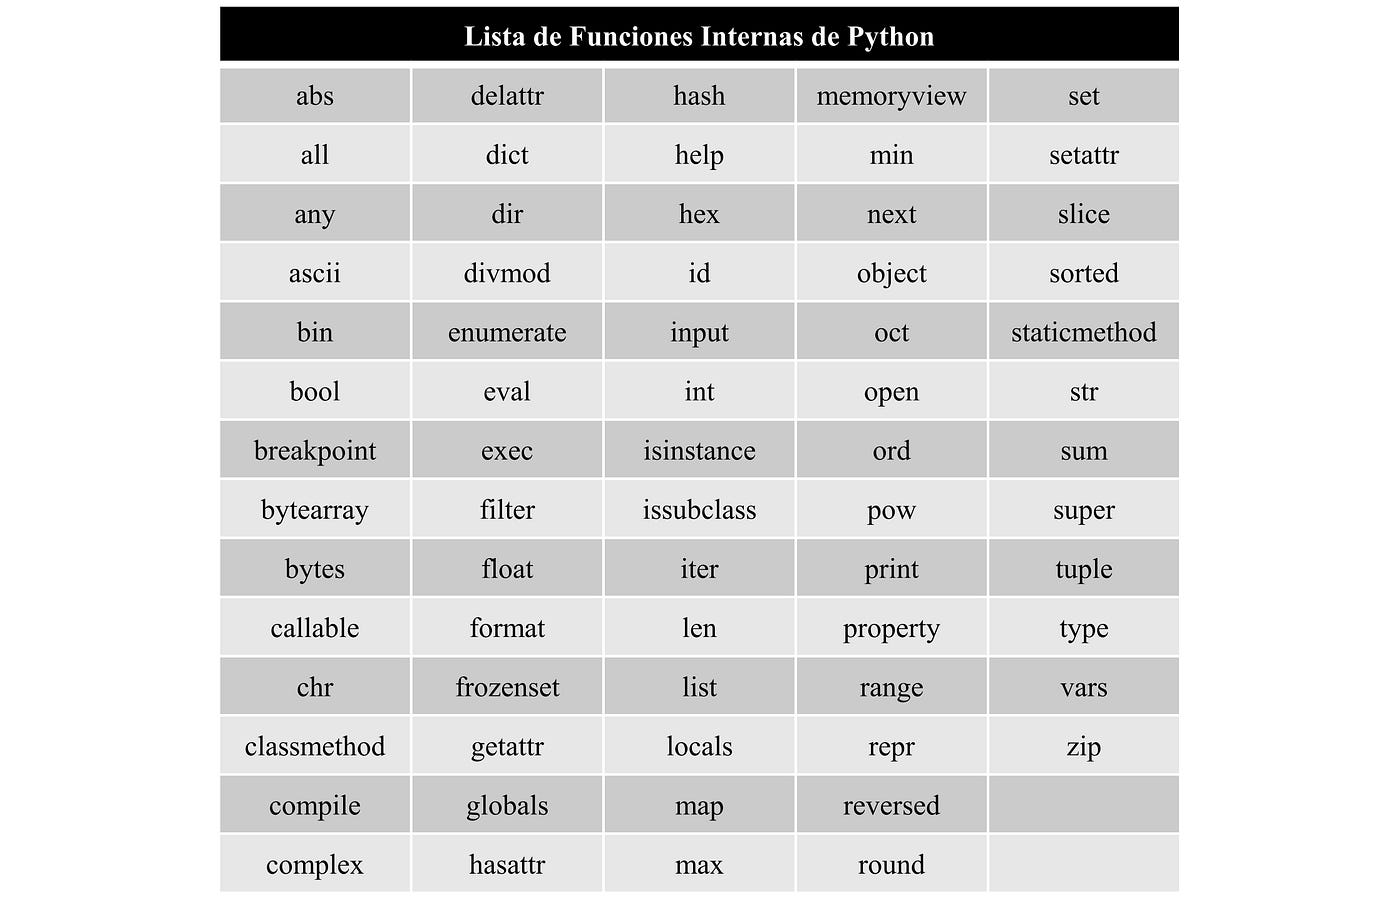 Lista de Funciones Internas de Python
abs delattr hash memoryview set
all dict help min setattr
any dir hex next slice
ascii divmod id object sorted
bin enumerate input oct staticmethod
bool eval int open str
breakpoint exec isinstance ord sum
bytearray filter issubclass pow super
bytes float iter print tuple
callable format len property type
chr frozenset list range vars
classmethod getattr locals repr zip
compile globals map reversed
complex hasattr max round